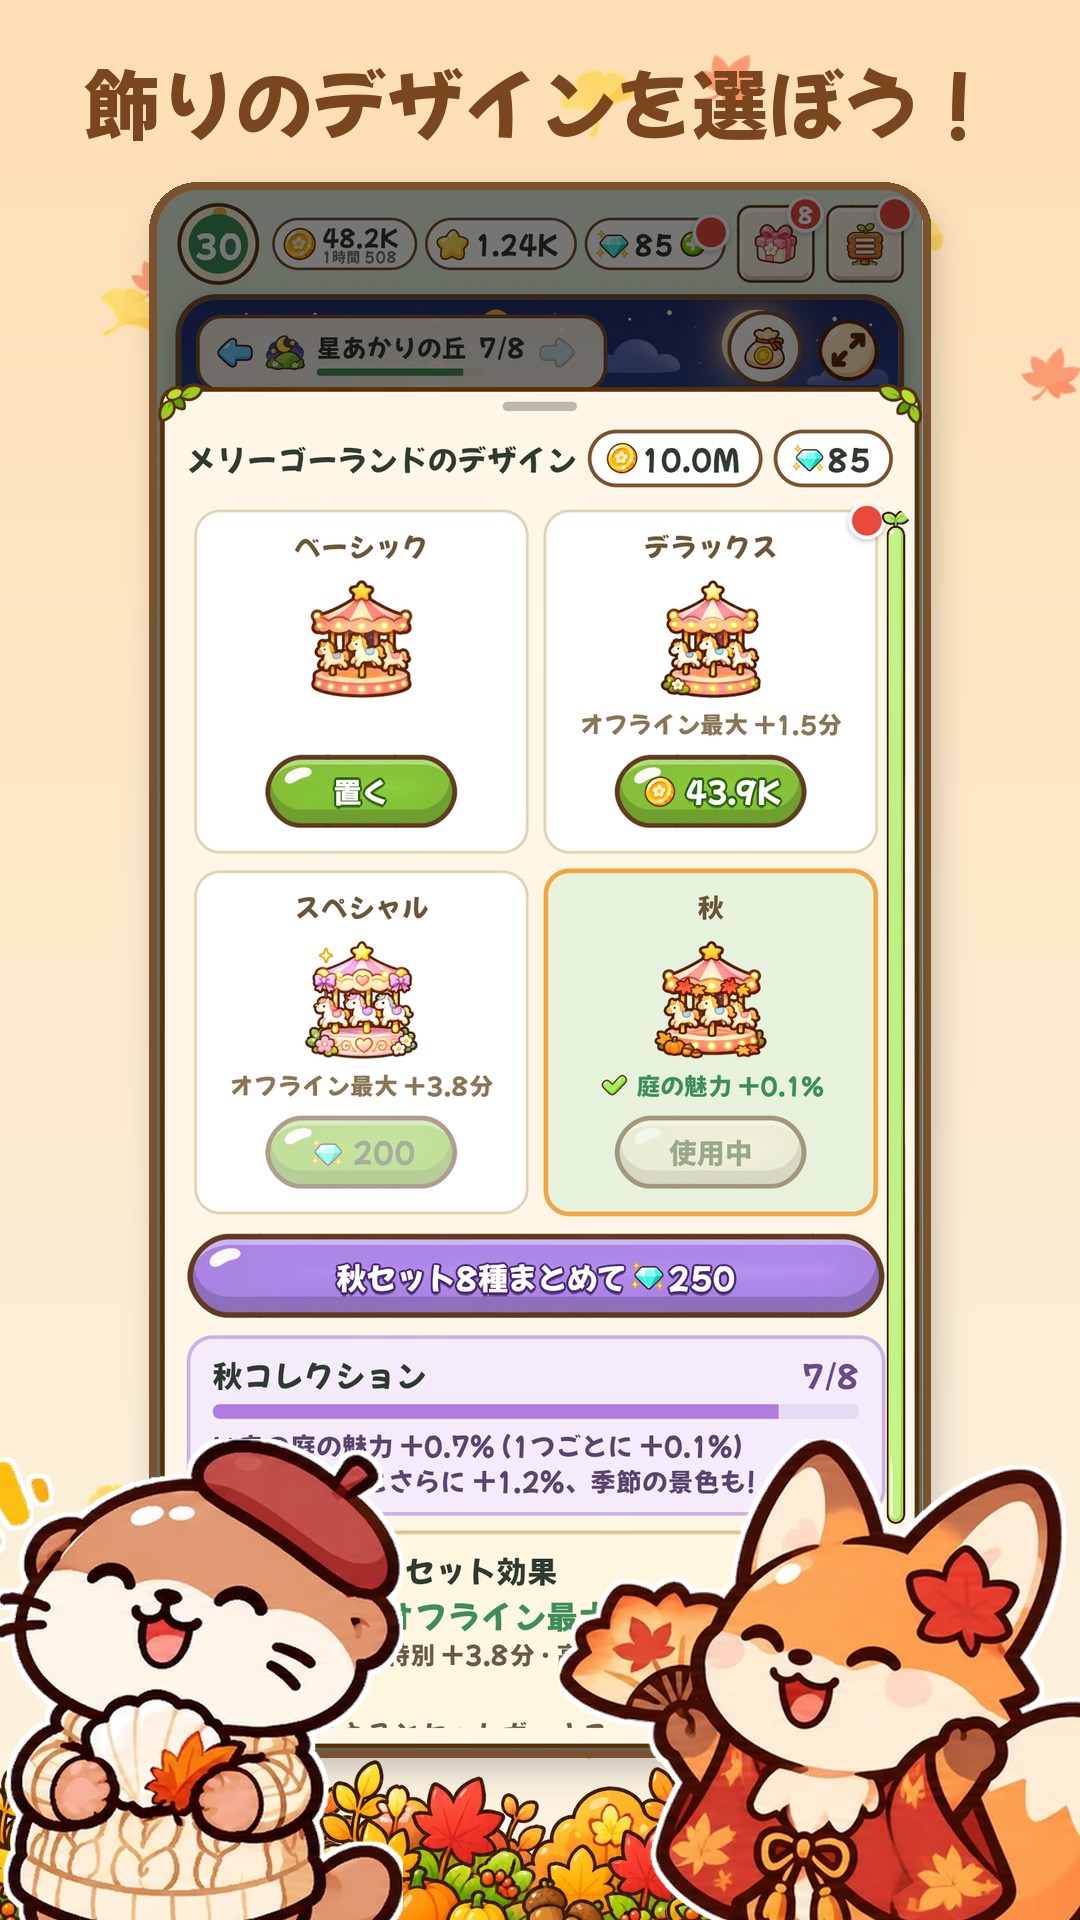 飾りのデザインを選ぼう！
30
48.2K
1時間 508
1.24K
85
8
星あかりの丘 7/8
メリーゴーランドのデザイン
10.0M
85
ベーシック
デラックス
オフライン最大 +1.5分
置く
43.9K
スペシャル
秋
オフライン最大 +3.8分
庭の魅力 +0.1%
200
使用中
秋セット8種まとめて 250
秋コレクション
7/8
庭の魅力 +0.7% (1つごとに +0.1%)
さらに +1.2%、季節の景色も!
セット効果
オフライン最大
特別 +3.8分・